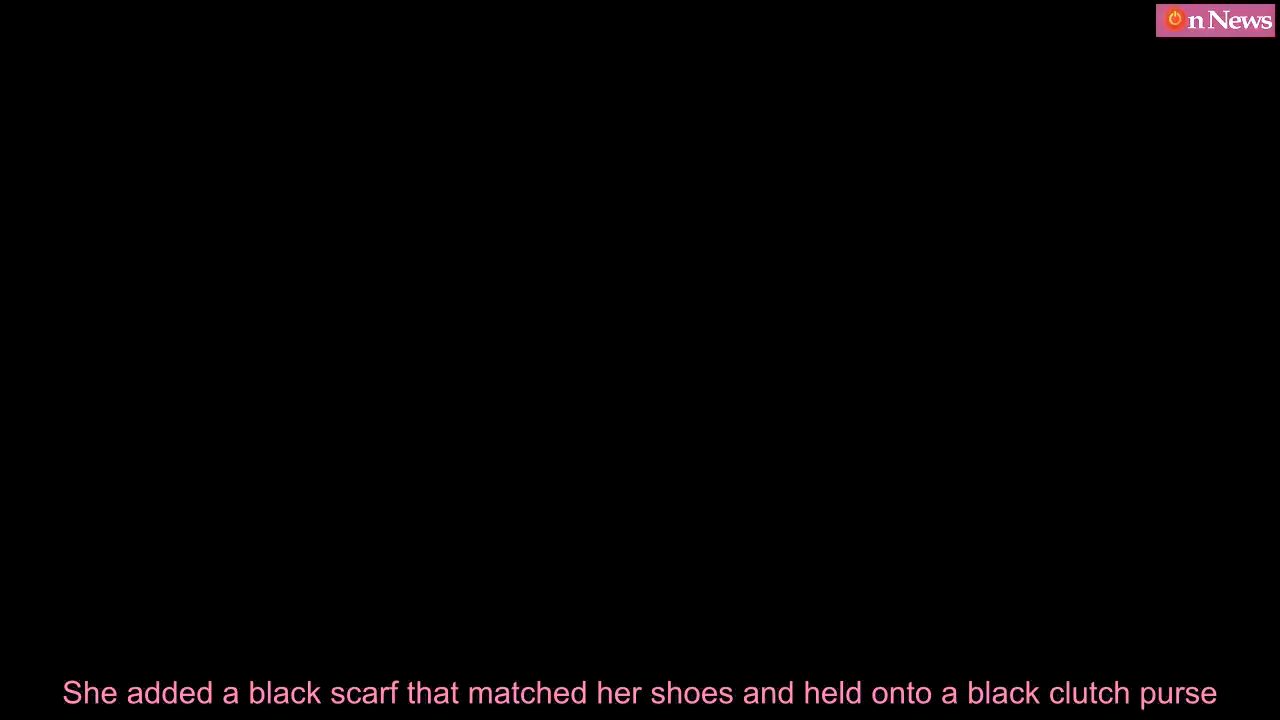 On News
She added a black scarf that matched her shoes and held onto a black clutch purse